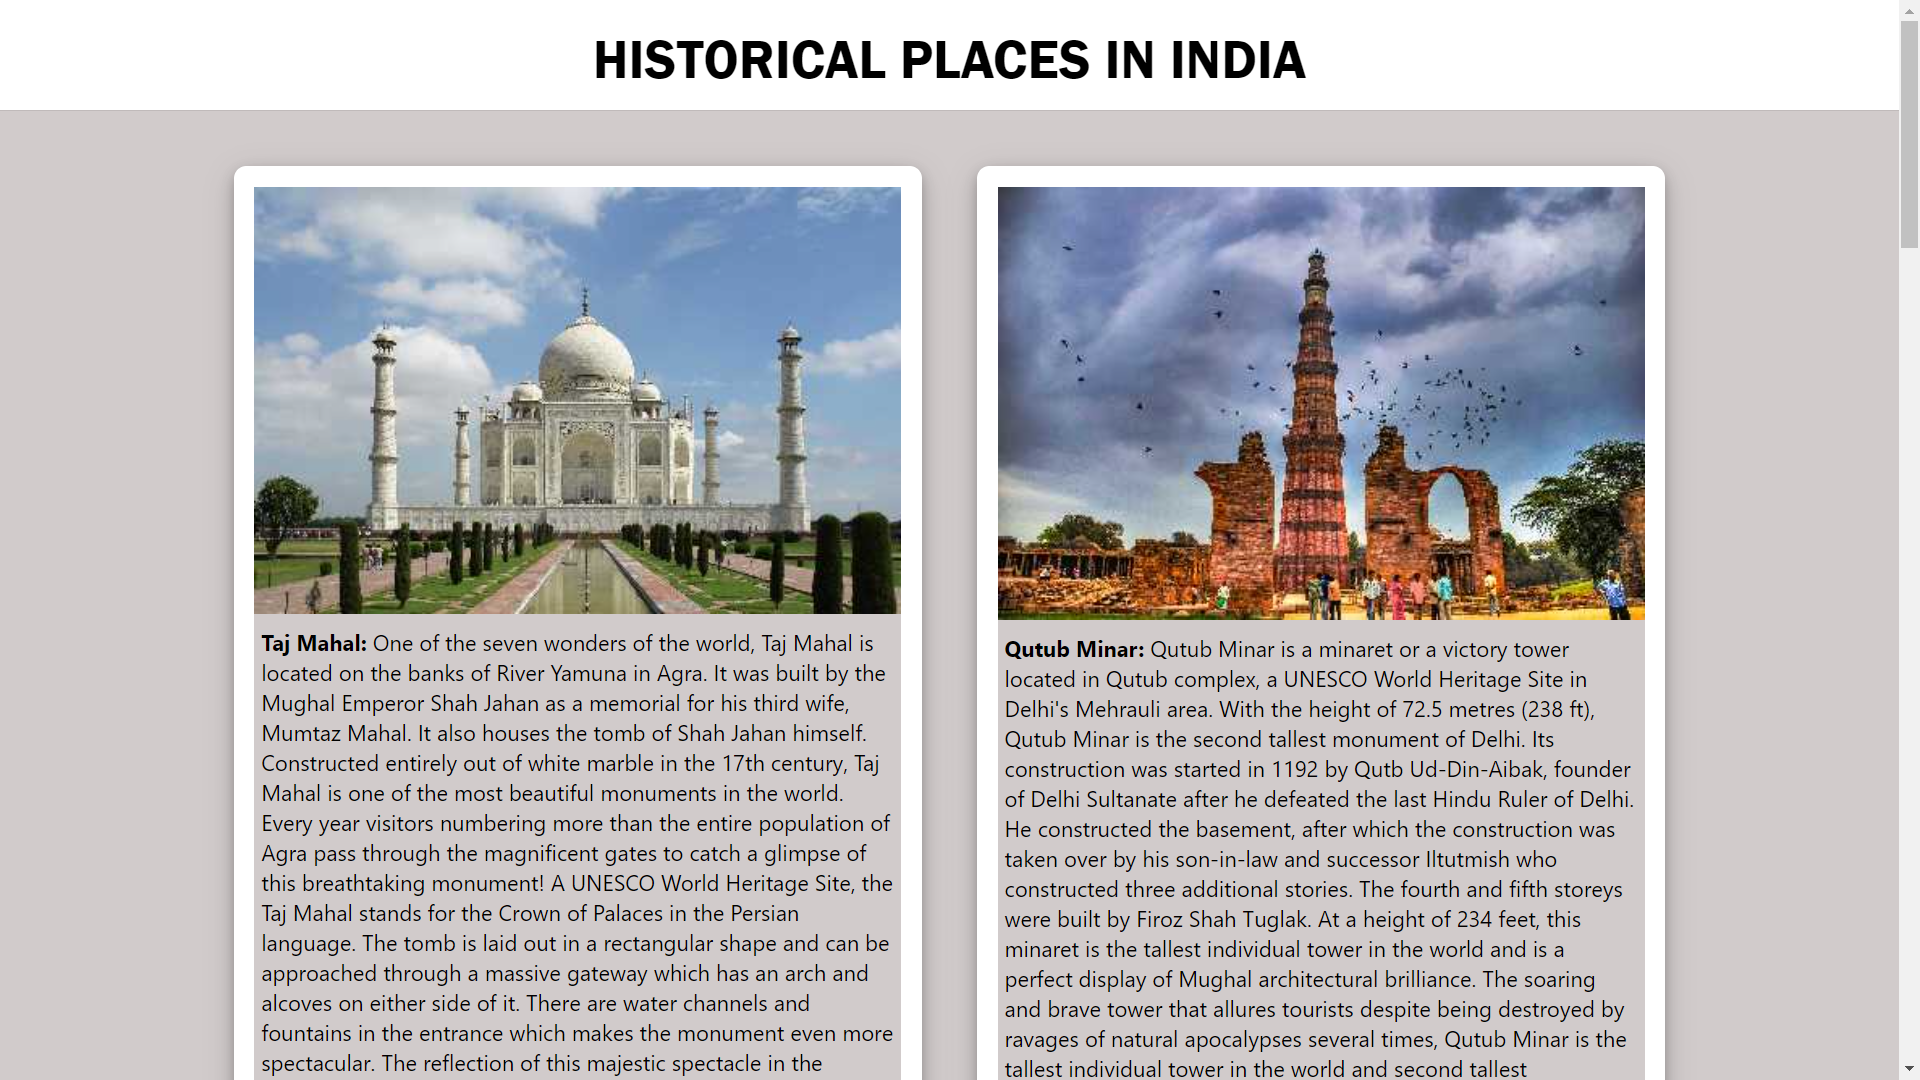 HISTORICAL PLACES IN INDIA
Taj Mahal: One of the seven wonders of the world, Taj Mahal is
located on the banks of River Yamuna in Agra. It was built by the
Mughal Emperor Shah Jahan as a memorial for his third wife,
Mumtaz Mahal. It also houses the tomb of Shah Jahan himself.
Constructed entirely out of white marble in the 17th century, Taj
Mahal is one of the most beautiful monuments in the world.
Every year visitors numbering more than the entire population of
Agra pass through the magnificent gates to catch a glimpse of
this breathtaking monument! A UNESCO World Heritage Site, the
Taj Mahal stands for the Crown of Palaces in the Persian
language. The tomb is laid out in a rectangular shape and can be
approached through a massive gateway which has an arch and
alcoves on either side of it. There are water channels and
fountains in the entrance which makes the monument even more
spectacular. The reflection of this majestic spectacle in the
Qutub Minar: Qutub Minar is a minaret or a victory tower
located in Qutub complex, a UNESCO World Heritage Site in
Delhi's Mehrauli area. With the height of 72.5 metres (238 ft),
Qutub Minar is the second tallest monument of Delhi. Its
construction was started in 1192 by Qutb Ud-Din-Aibak, founder
of Delhi Sultanate after he defeated the last Hindu Ruler of Delhi.
He constructed the basement, after which the construction was
taken over by his son-in-law and successor Iltutmish who
constructed three additional stories. The fourth and fifth storeys
were built by Firoz Shah Tuglak. At a height of 234 feet, this
minaret is the tallest individual tower in the world and is a
perfect display of Mughal architectural brilliance. The soaring
and brave tower that allures tourists despite being destroyed by
ravages of natural apocalypses several times, Qutub Minar is the
tallest individual tower in the world and second tallest